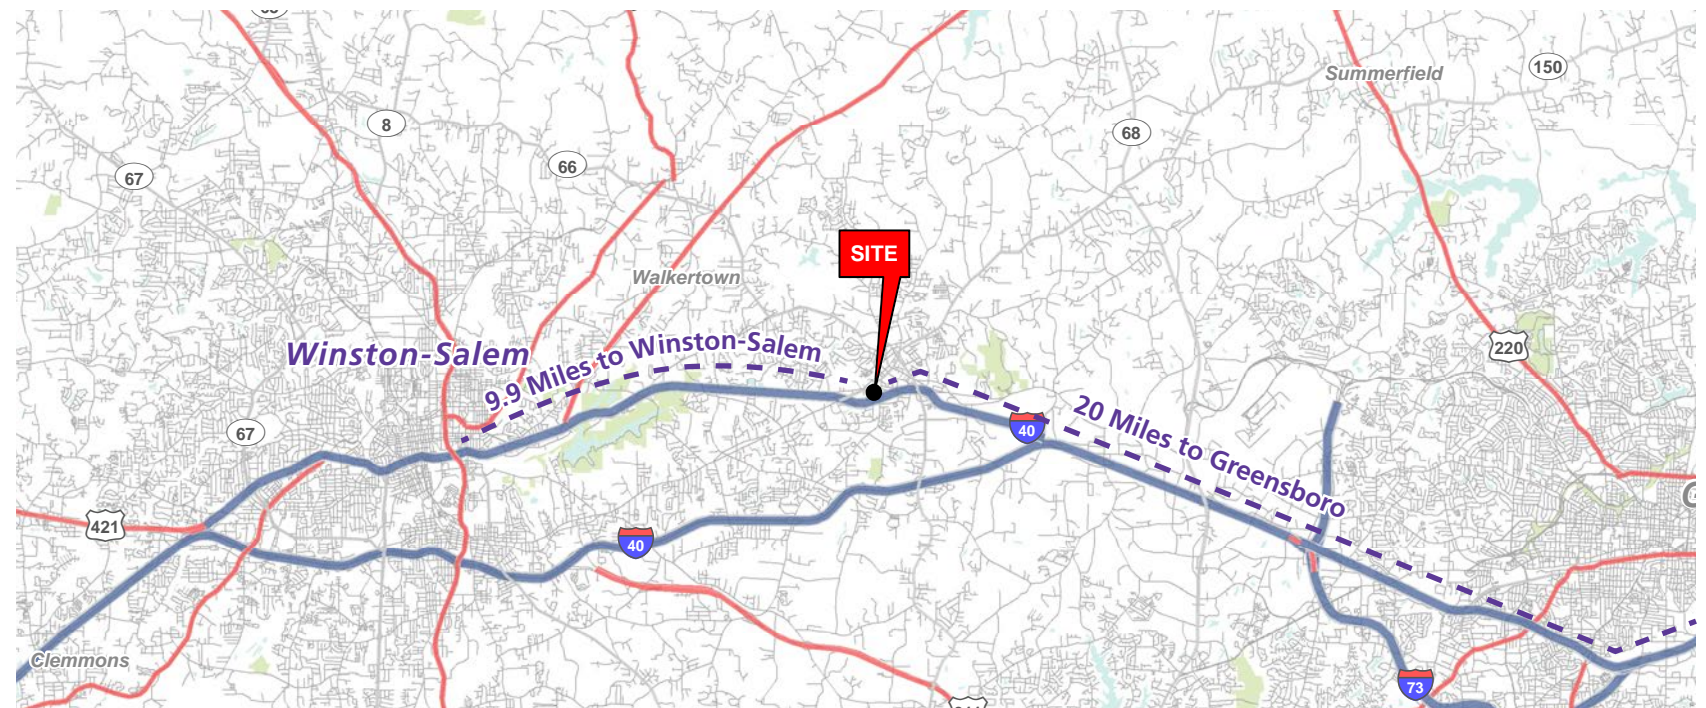 Summerfield
150
8
68
66
67
SITE
Walkertown
220
Winston-Salem
9.9 Miles to Winston-Salem
20 Miles to Greensboro
40
67
421
40
Clemmons
73